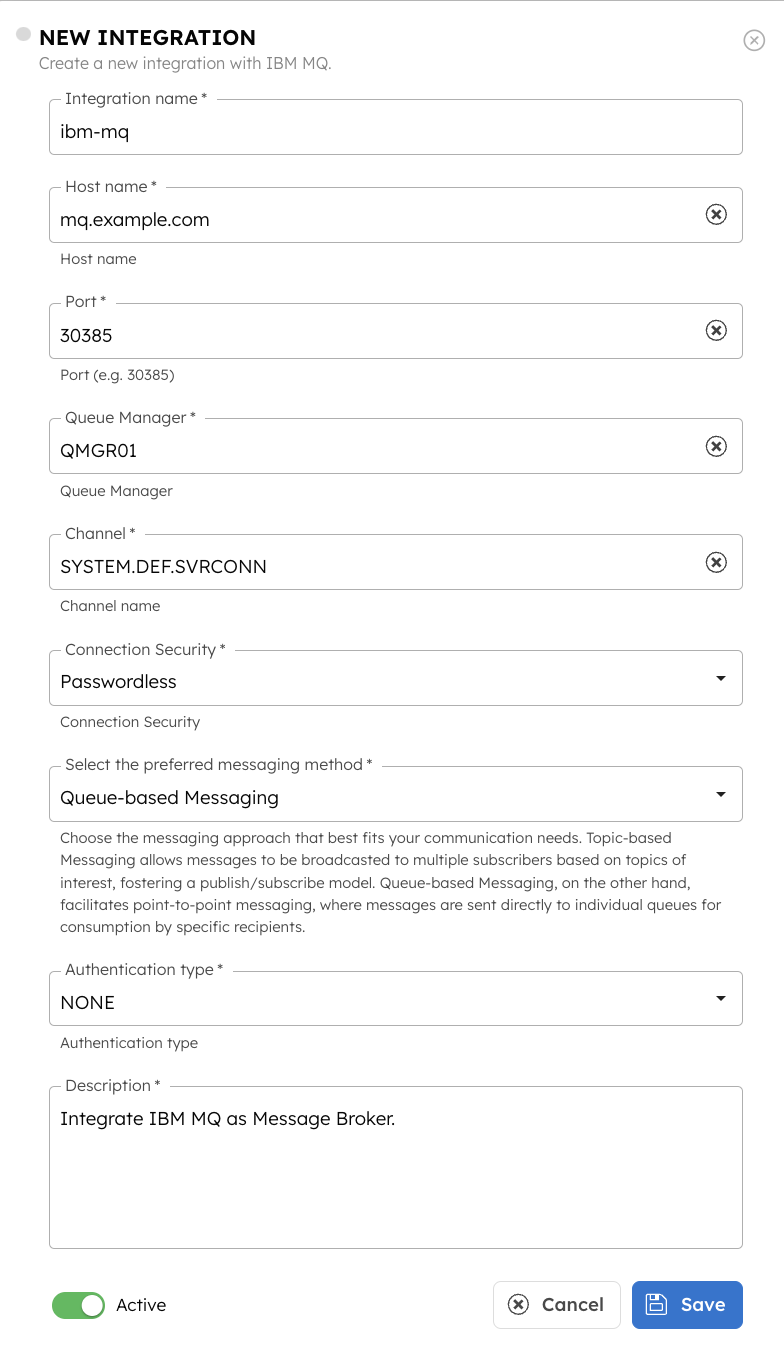 NEW INTEGRATION
Create a new integration with IBM MQ.
Integration name *
ibm-mq
Host name *
mq.example.com
Host name
Port *
30385
Port (e.g. 30385)
Queue Manager *
QMGR01
Queue Manager
Channel *
SYSTEM.DEF.SVRCONN
Channel name
Connection Security *
Passwordless
Connection Security
Select the preferred messaging method *
Queue-based Messaging
Choose the messaging approach that best fits your communication needs. Topic-based
Messaging allows messages to be broadcasted to multiple subscribers based on topics of
interest, fostering a publish/subscribe model. Queue-based Messaging, on the other hand,
facilitates point-to-point messaging, where messages are sent directly to individual queues for
consumption by specific recipients.
Authentication type *
NONE
Authentication type
Description *
Integrate IBM MQ as Message Broker.
Active
Cancel
Save